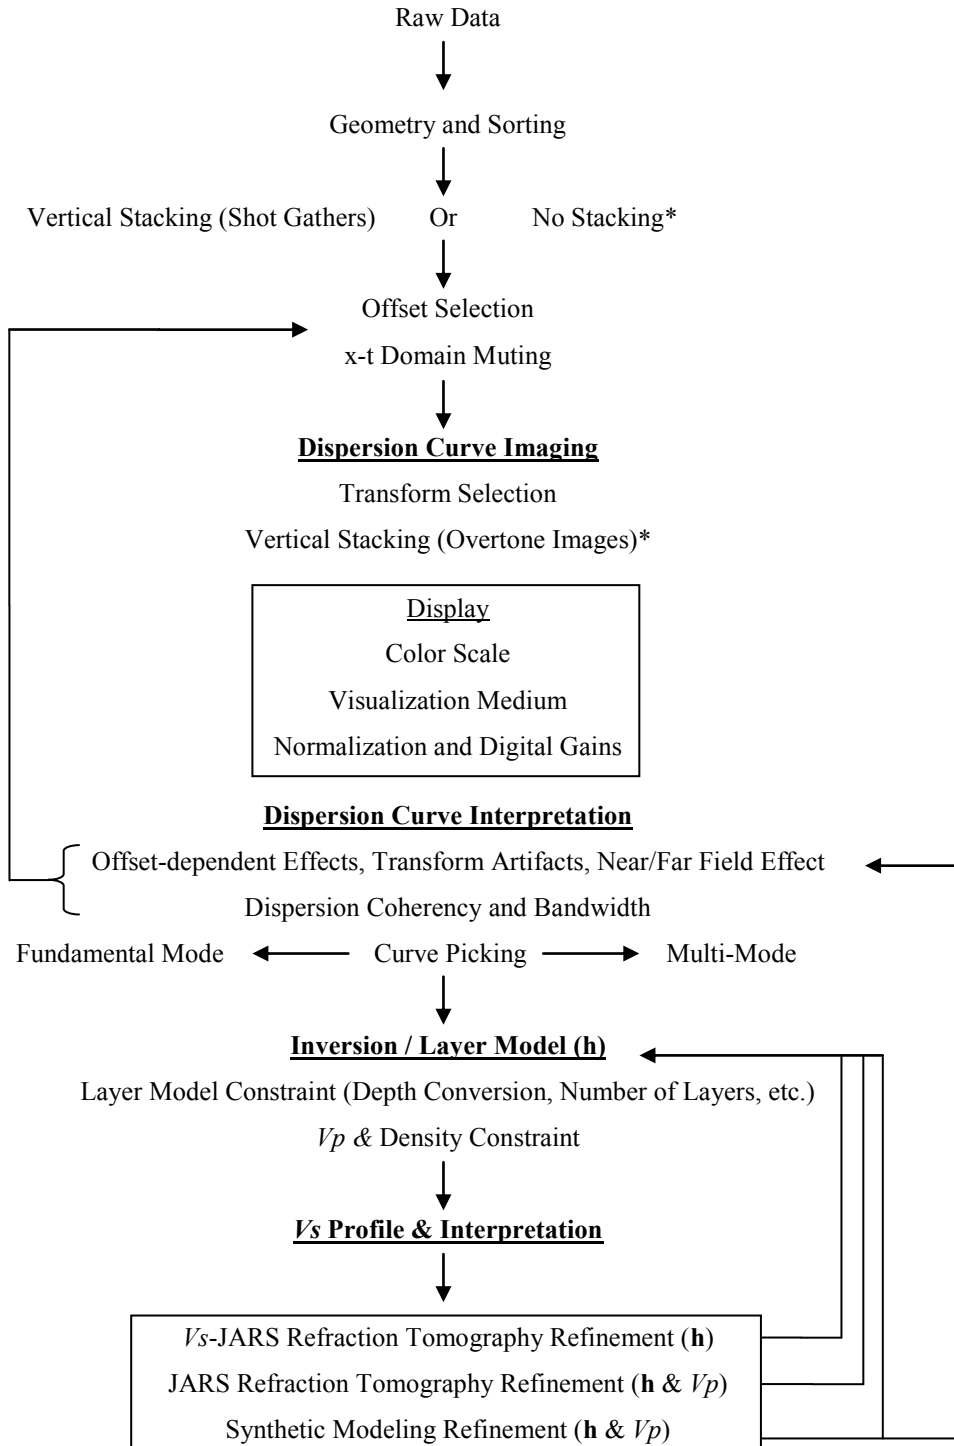 Raw Data
Geometry and Sorting
Vertical Stacking (Shot Gathers) Or No Stacking*
Offset Selection
x-t Domain Muting
Dispersion Curve Imaging
Transform Selection
Vertical Stacking (Overtone Images)*
Display
Color Scale
Visualization Medium
Normalization and Digital Gains
Dispersion Curve Interpretation
Offset-dependent Effects, Transform Artifacts, Near/Far Field Effect
Dispersion Coherency and Bandwidth
Fundamental Mode Curve Picking Multi-Mode
Inversion / Layer Model (h)
Layer Model Constraint (Depth Conversion, Number of Layers, etc.)
Vp & Density Constraint
Vs Profile & Interpretation
Vs-JARS Refraction Tomography Refinement (h)
JARS Refraction Tomography Refinement (h & Vp)
Synthetic Modeling Refinement (h & Vp)